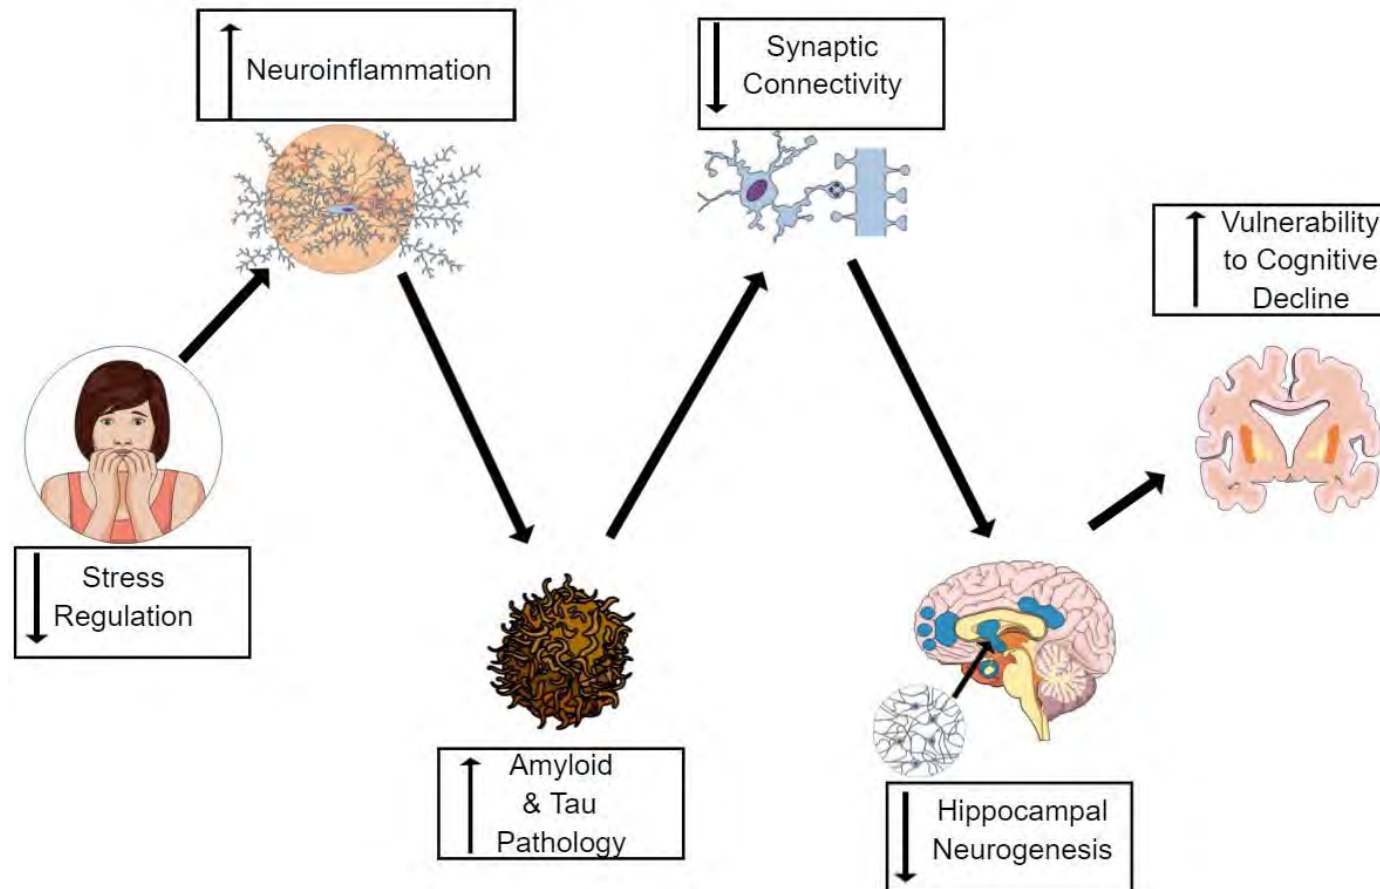 Neuroinflammation
Synaptic
Connectivity
Vulnerability
to Cognitive
Decline
Stress
Regulation
Amyloid
& Tau
Pathology
Hippocampal
Neurogenesis